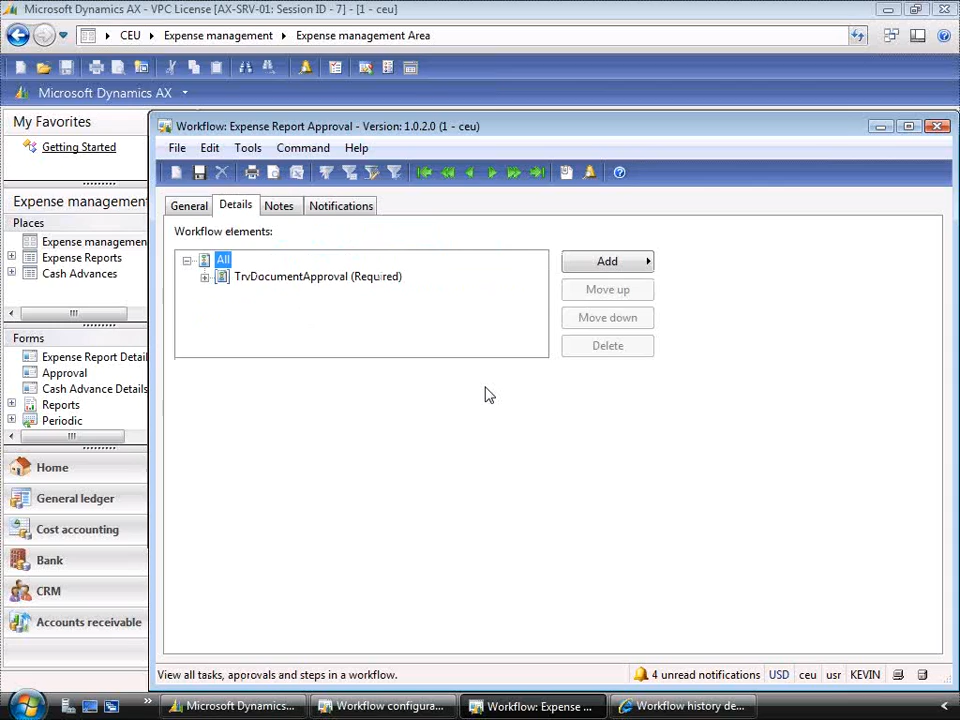 Microsoft Dynamics AX - VPC License [AX-SRV-01: Session ID - 7] - [1 - ceu]
CEU
Expense management
Expense management Area
Microsoft Dynamics AX
My Favorites
Getting Started
Expense management
Places
Expense managemen
Expense Reports
Cash Advances
Forms
Expense Report Detai
Approval
Cash Advance Details
Reports
Periodic
Home
General ledger
Cost accounting
Bank
CRM
Accounts receivable
Workflow: Expense Report Approval - Version: 1.0.2.0 (1 - ceu)
File Edit Tools Command Help
General Details Notes Notifications
Workflow elements:
All
TrvDocumentApproval (Required)
Add
Move up
Move down
Delete
View all tasks, approvals and steps in a workflow.
4 unread notifications USD ceu usr KEVIN
Microsoft Dynamics...
Workflow configura...
Workflow: Expense ...
Workflow history de...